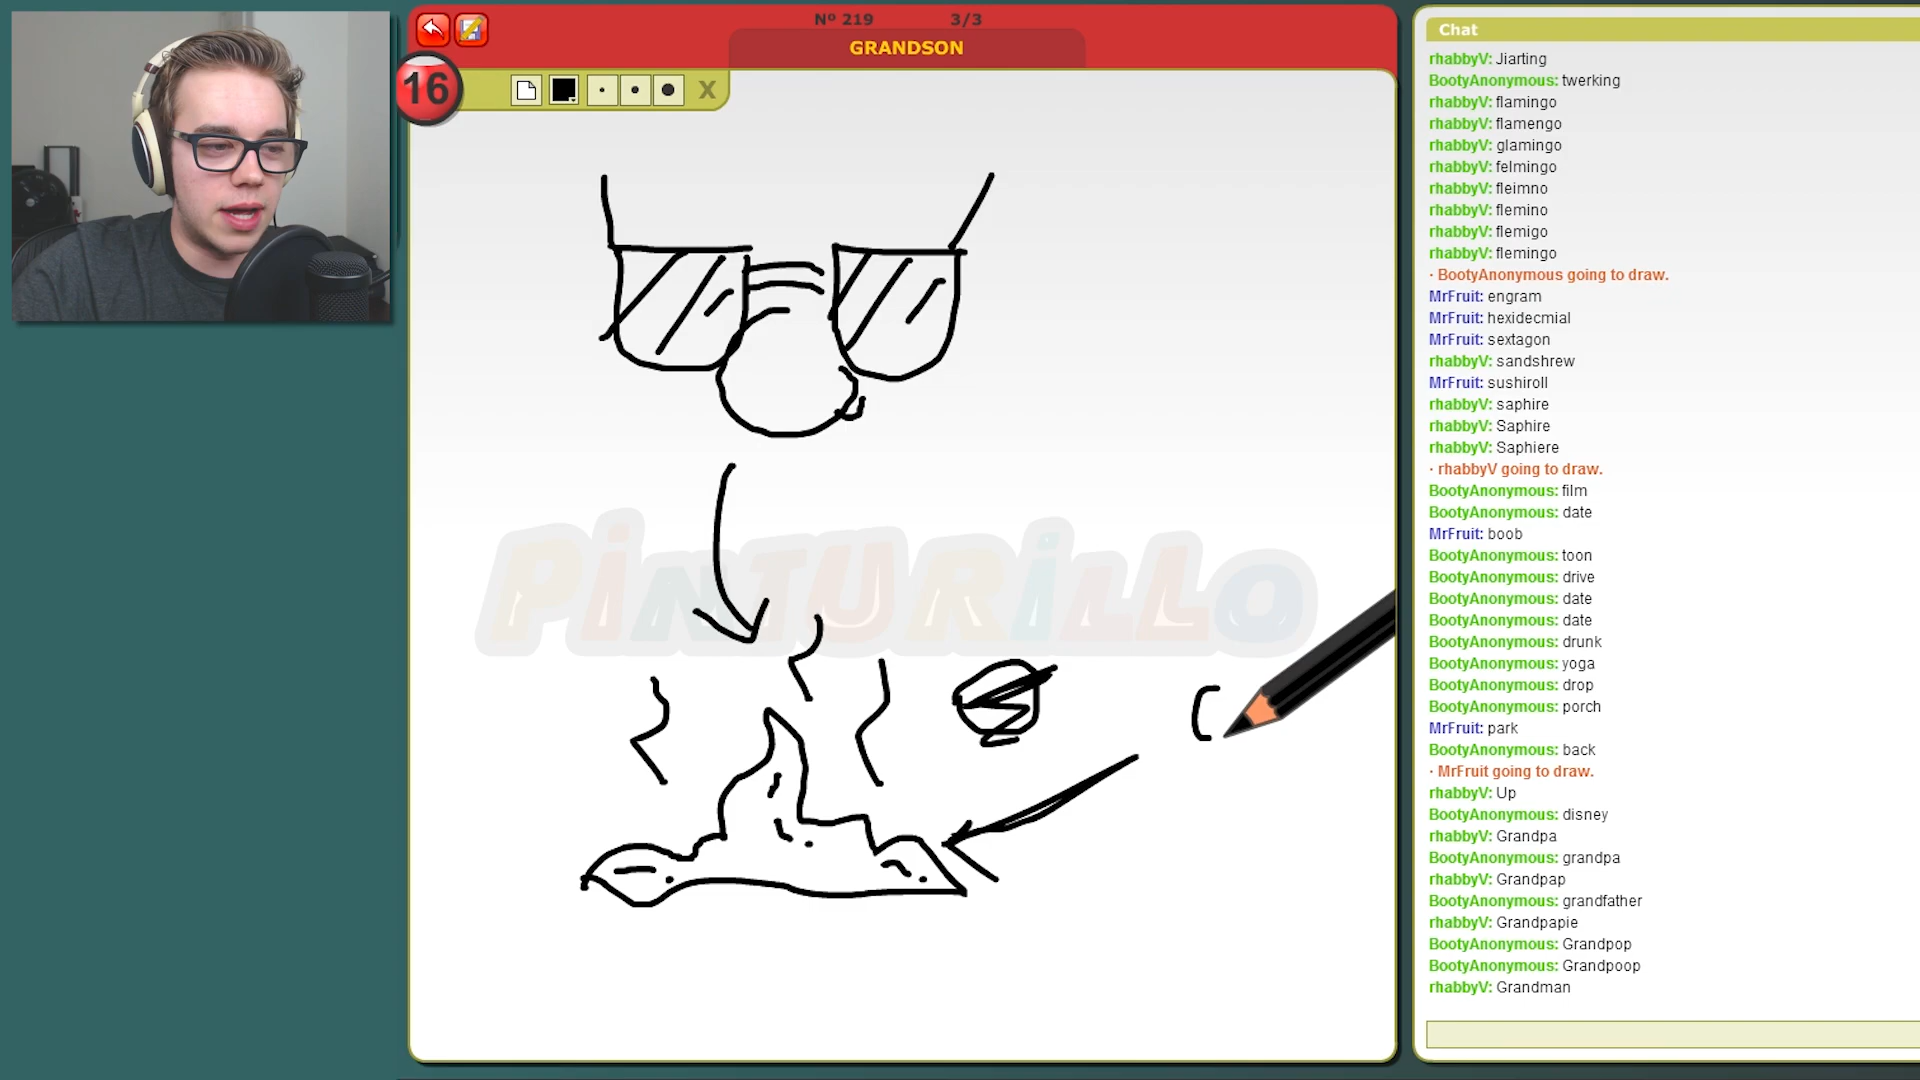 Nº 219 3/3
GRANDSON
16
X
PINTURILLO
C
Chat
rhabbyV: Jiarting
BootyAnonymous: twerking
rhabbyV: flamingo
rhabbyV: flamengo
rhabbyV: glamingo
rhabbyV: felmingo
rhabbyV: fleimno
rhabbyV: flemino
rhabbyV: flemigo
rhabbyV: flemingo
· BootyAnonymous going to draw.
MrFruit: engram
MrFruit: hexidecmial
MrFruit: sextagon
rhabbyV: sandshrew
MrFruit: sushiroll
rhabbyV: saphire
rhabbyV: Saphire
rhabbyV: Saphiere
· rhabbyV going to draw.
BootyAnonymous: film
BootyAnonymous: date
MrFruit: boob
BootyAnonymous: toon
BootyAnonymous: drive
BootyAnonymous: date
BootyAnonymous: date
BootyAnonymous: drunk
BootyAnonymous: yoga
BootyAnonymous: drop
BootyAnonymous: porch
MrFruit: park
BootyAnonymous: back
· MrFruit going to draw.
rhabbyV: Up
BootyAnonymous: disney
rhabbyV: Grandpa
BootyAnonymous: grandpa
rhabbyV: Grandpap
BootyAnonymous: grandfather
rhabbyV: Grandpapie
BootyAnonymous: Grandpop
BootyAnonymous: Grandpoop
rhabbyV: Grandman